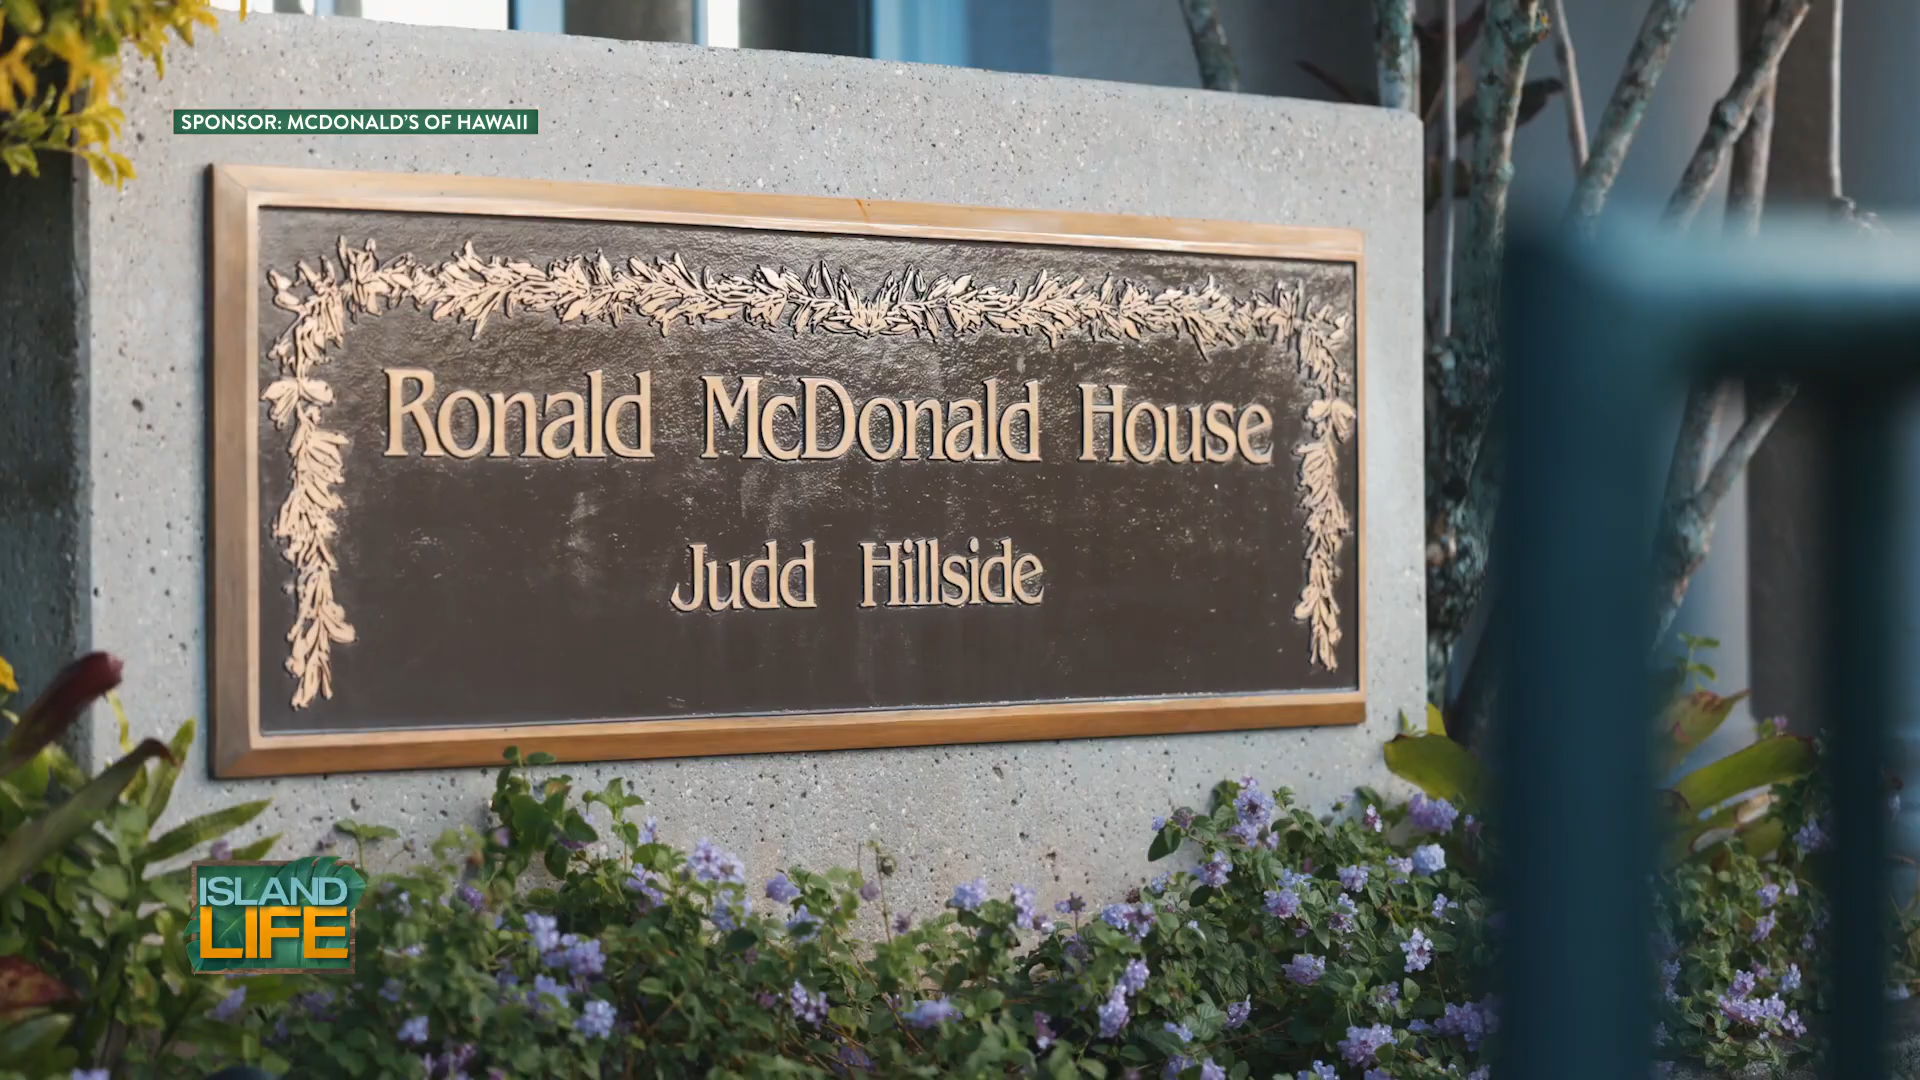 SPONSOR: MCDONALD'S OF HAWAII
Ronald McDonald House
Judd Hillside
ISLAND
LIFE